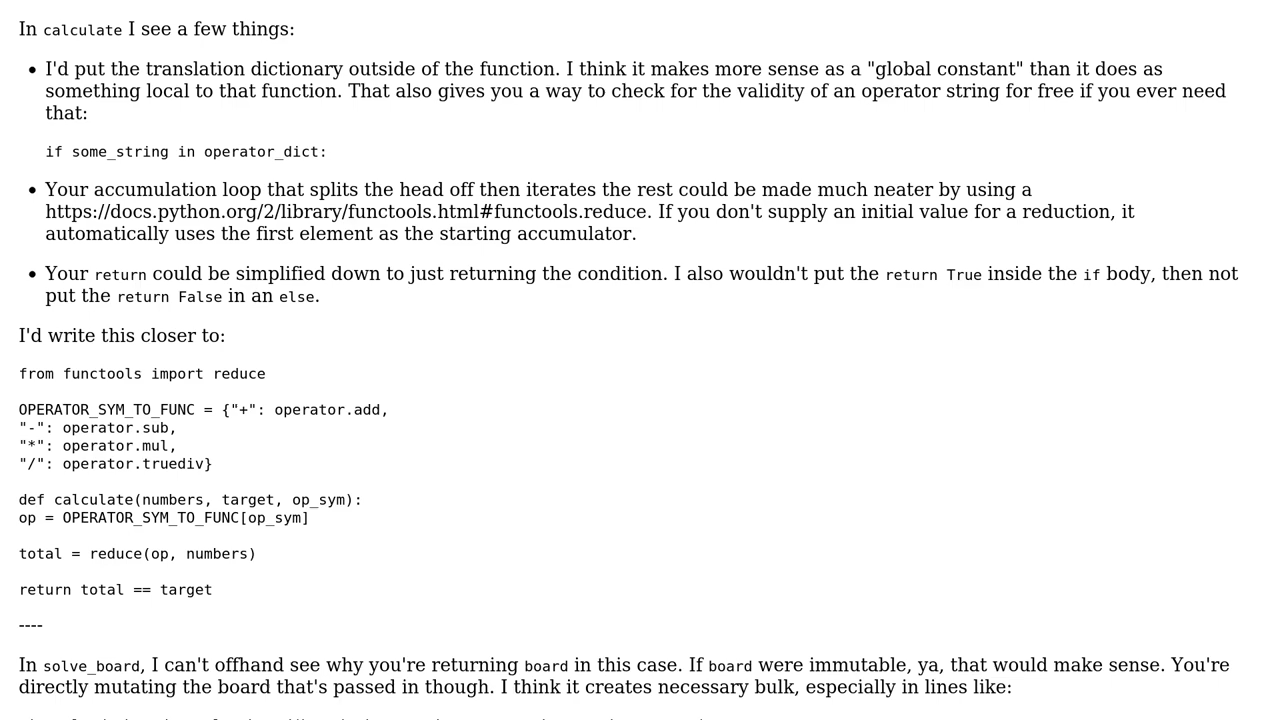 In calculate I see a few things:
I'd put the translation dictionary outside of the function. I think it makes more sense as a "global constant" than it does as
something local to that function. That also gives you a way to check for the validity of an operator string for free if you ever need
that:
if some_string in operator_dict:
Your accumulation loop that splits the head off then iterates the rest could be made much neater by using a
https://docs.python.org/2/library/functools.html#functools.reduce. If you don't supply an initial value for a reduction, it
automatically uses the first element as the starting accumulator.
Your return could be simplified down to just returning the condition. I also wouldn't put the return True inside the if body, then not
put the return False in an else.
I'd write this closer to:
from functools import reduce
OPERATOR_SYM_TO_FUNC = {"+": operator.add,
"-": operator.sub,
"*": operator.mul,
"/": operator.truediv}
def calculate(numbers, target, op_sym):
op = OPERATOR_SYM_TO_FUNC[op_sym]
total = reduce(op, numbers)
return total == target
----
In solve_board, I can't offhand see why you're returning board in this case. If board were immutable, ya, that would make sense. You're
directly mutating the board that's passed in though. I think it creates necessary bulk, especially in lines like: